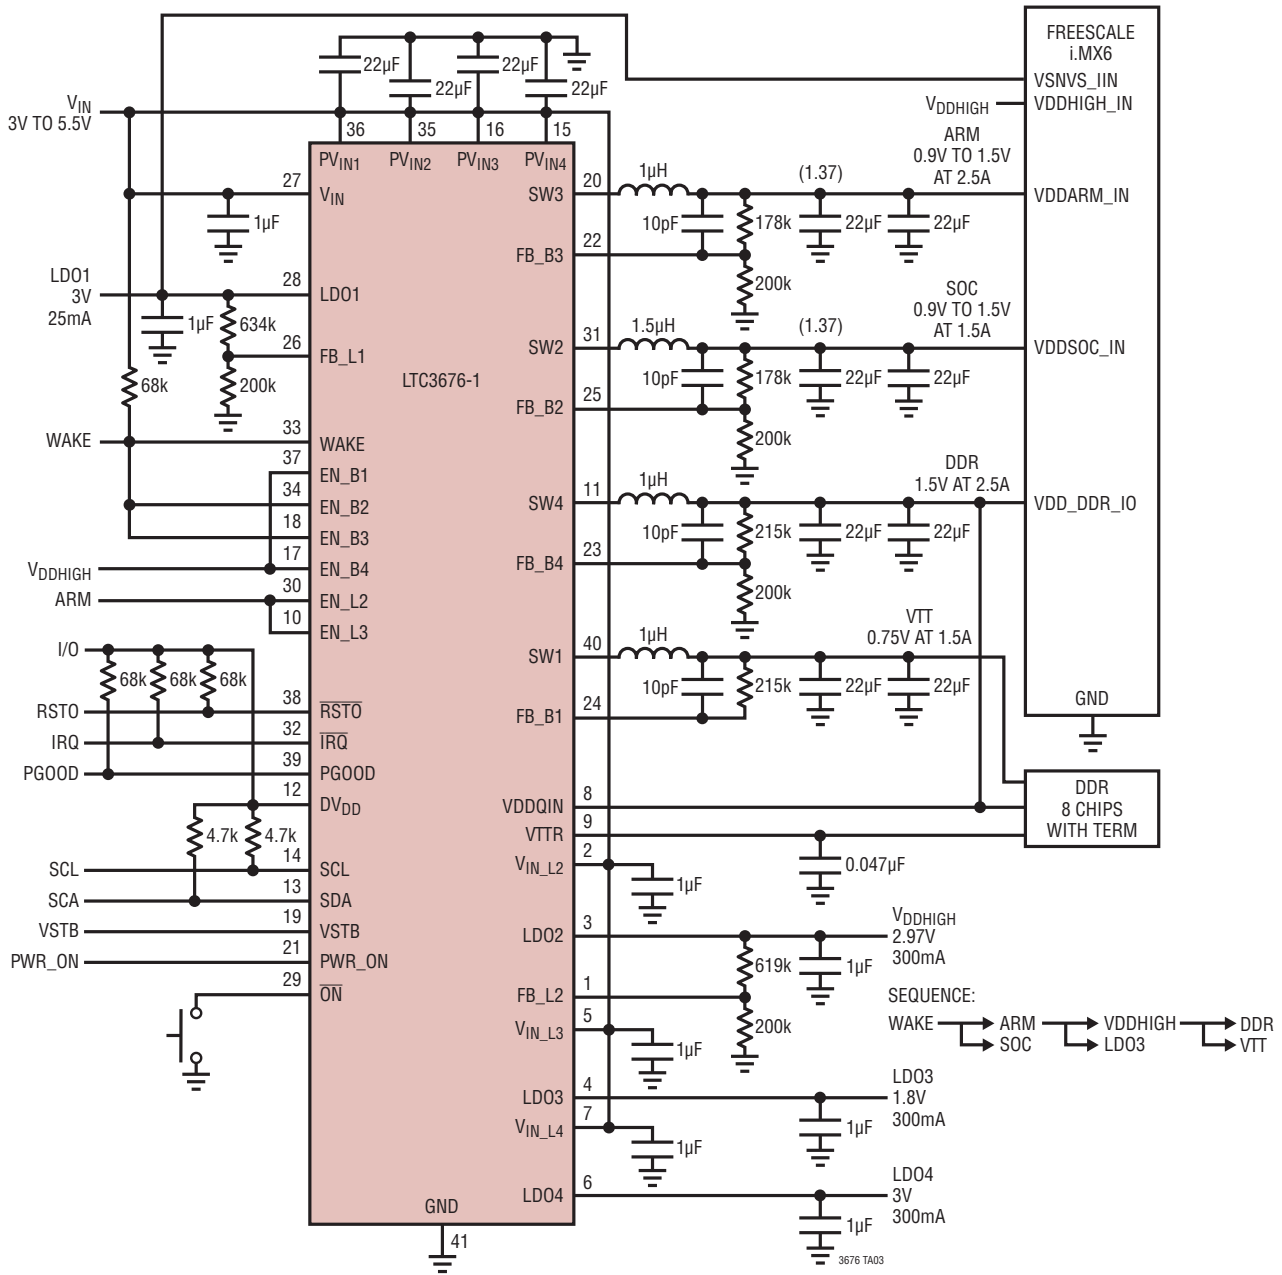 FREESCALE
i.MX6
VSNVS_IIN
VDDHIGH VDDHIGH_IN
22µF
22µF
22µF
22µF
VIN
3V TO 5.5V
36
35
16
15
PVIN1
PVIN2
PVIN3
PVIN4
27
VIN
1µF
LDO1
3V
25mA
28
LDO1
1µF
634k
26
FB_L1
200k
68k
LTC3676-1
WAKE
33
WAKE
37
EN_B1
34
EN_B2
18
EN_B3
VDDHIGH
17
EN_B4
ARM
30
EN_L2
10
EN_L3
I/O
68k
68k
68k
RSTO
38
RSTO
IRQ
32
IRQ
PGOOD
39
PGOOD
12
DVDD
4.7k
4.7k
SCL
14
SCL
SCA
13
SDA
VSTB
19
VSTB
PWR_ON
21
PWR_ON
29
ON
GND
41
SW3
20
1µH
(1.37)
ARM
0.9V TO 1.5V
AT 2.5A
VDDARM_IN
10pF
178k
22µF
22µF
FB_B3
22
200k
SW2
31
1.5µH
(1.37)
SOC
0.9V TO 1.5V
AT 1.5A
VDDSOC_IN
10pF
178k
22µF
22µF
FB_B2
25
200k
SW4
11
1µH
DDR
1.5V AT 2.5A
VDD_DDR_IO
10pF
215k
22µF
22µF
FB_B4
23
200k
SW1
40
1µH
VTT
0.75V AT 1.5A
10pF
215k
22µF
22µF
FB_B1
24
GND
DDR
8 CHIPS
WITH TERM
VDDQIN
8
VTTR
9
0.047µF
VIN_L2
2
1µF
LDO2
3
VDDHIGH
2.97V
300mA
619k
1µF
FB_L2
1
200k
VIN_L3
5
1µF
SEQUENCE:
WAKE ARM VDDHIGH DDR
SOC LDO3 VTT
LDO3
4
LDO3
1.8V
300mA
1µF
VIN_L4
7
1µF
LDO4
6
LDO4
3V
300mA
1µF
3676 TA03